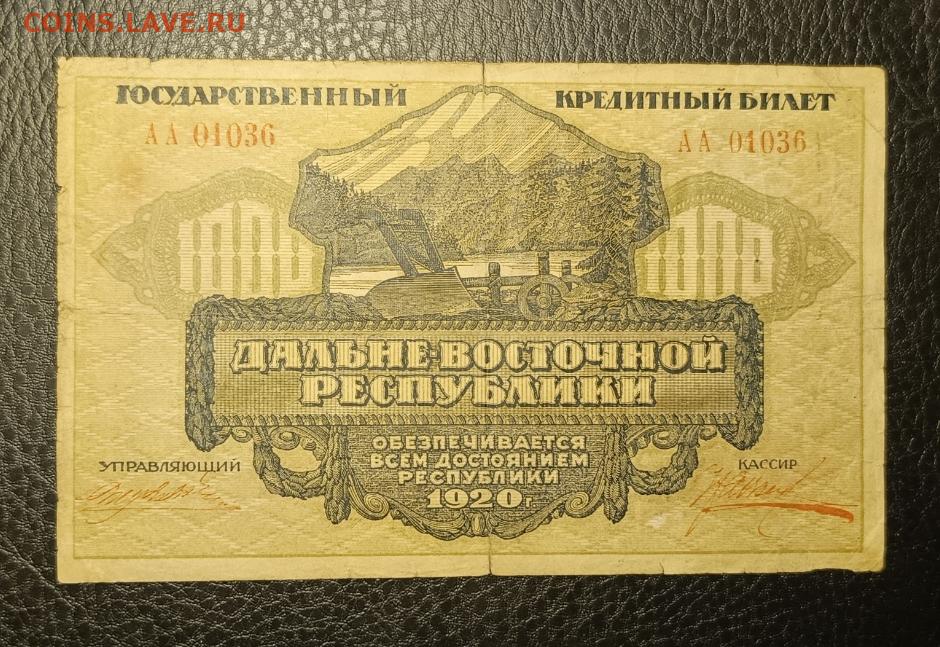 COINS.LAVE.RU
ГОСУДАРСТВЕННЫЙ КРЕДИТНЫЙ БИЛЕТ
АА 01036 АА 01036
1000 1000
ДАЛЬНЕ-ВОСТОЧНОЙ
РЕСПУБЛИКИ
ОБЕЗПЕЧИВАЕТСЯ
ВСЕМ ДОСТОЯНИЕМ
РЕСПУБЛИКИ
1920 г.
УПРАВЛЯЮЩИЙ КАССИР